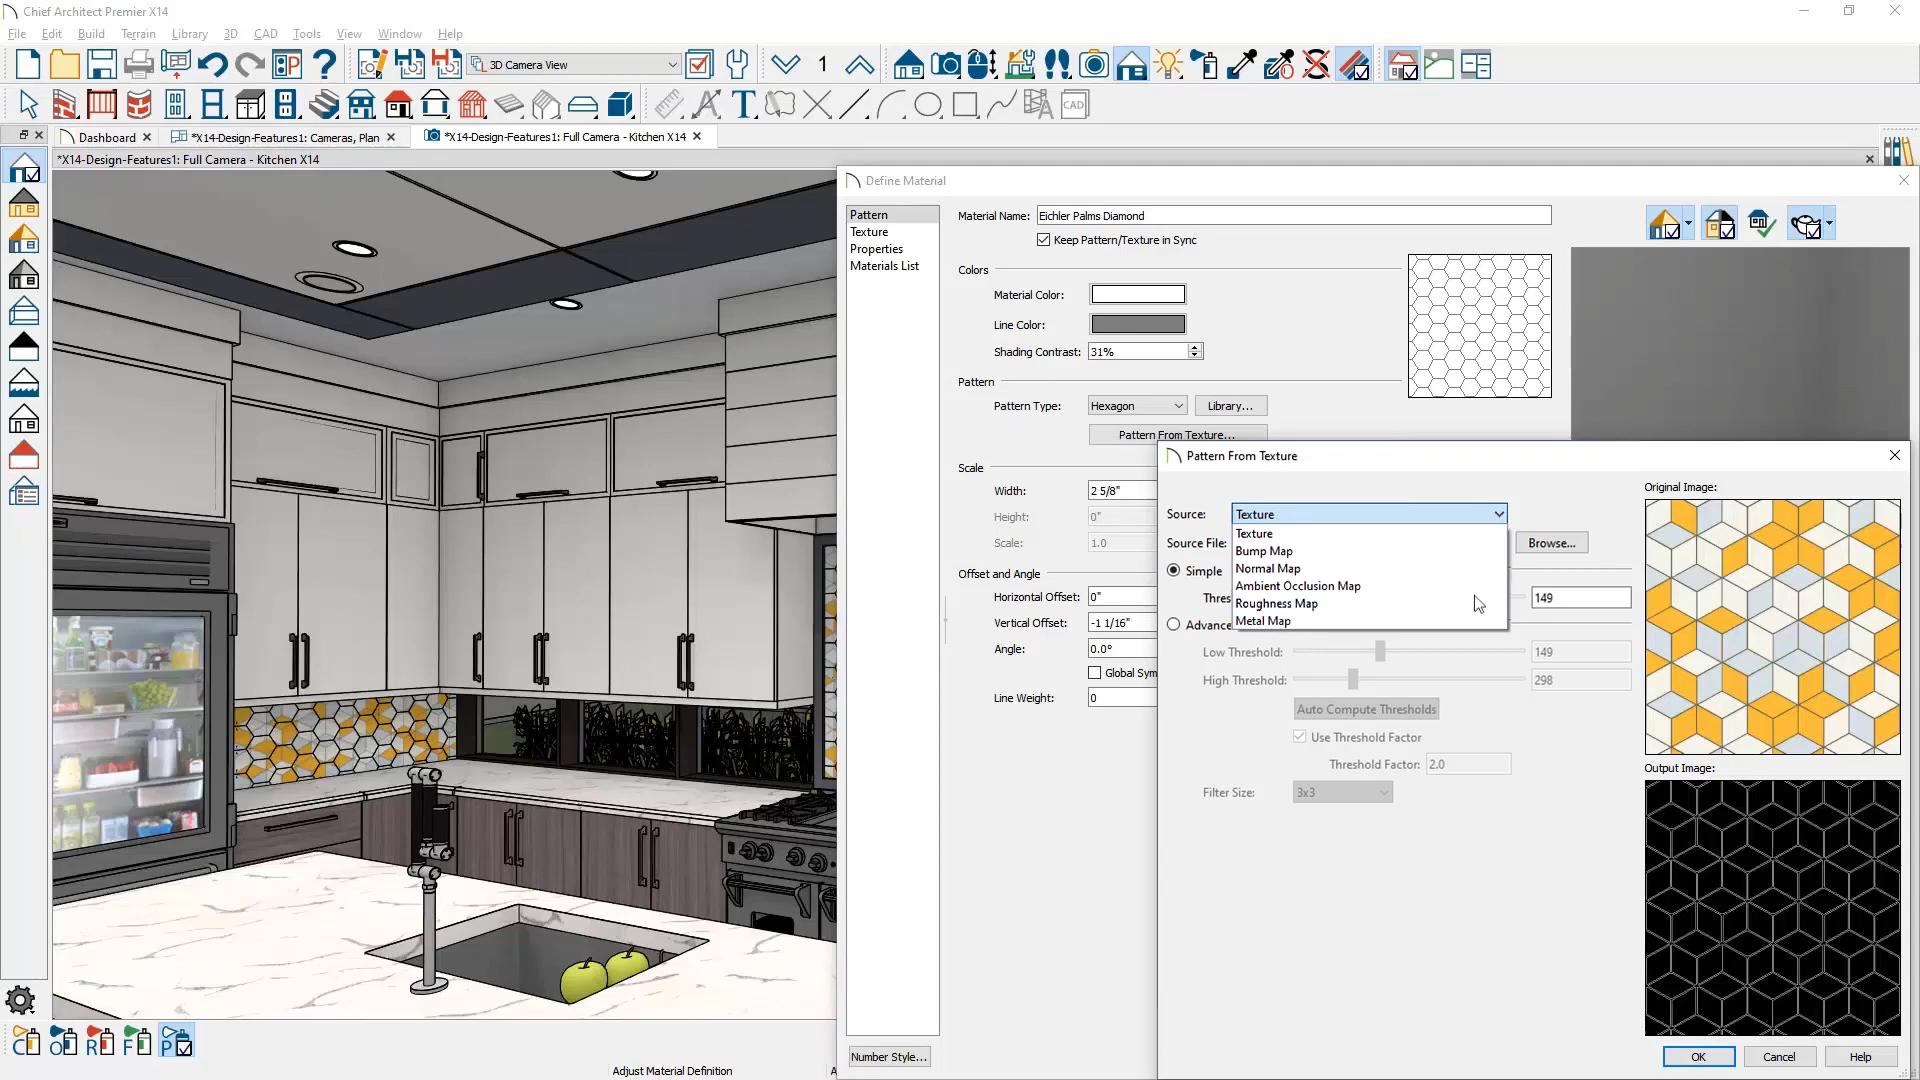 Chief Architect Premier X14
File Edit Build Terrain Library 3D CAD Tools View Window Help
3D Camera View
1
CAD
Dashboard
*X14-Design-Features1: Cameras, Plan
*X14-Design-Features1: Full Camera - Kitchen X14
*X14-Design-Features1: Full Camera - Kitchen X14
Define Material
Pattern
Texture
Properties
Materials List
Material Name: Eichler Palms Diamond
Keep Pattern/Texture in Sync
Colors
Material Color:
Line Color:
Shading Contrast: 31%
Pattern
Pattern Type: Hexagon Library...
Pattern From Texture...
Scale
Width: 2 5/8"
Height: 0"
Scale: 1.0
Offset and Angle
Horizontal Offset: 0"
Vertical Offset: -1 1/16"
Angle: 0.0°
Global Sym
Line Weight: 0
Number Style...
Pattern From Texture
Source: Texture
Texture
Bump Map
Normal Map
Ambient Occlusion Map
Roughness Map
Metal Map
Source File: Browse...
Simple
Thres 149
Advance
Low Threshold: 149
High Threshold: 298
Auto Compute Thresholds
Use Threshold Factor
Threshold Factor: 2.0
Filter Size: 3x3
Original Image:
Output Image:
OK Cancel Help
C O R F P
Adjust Material Definition